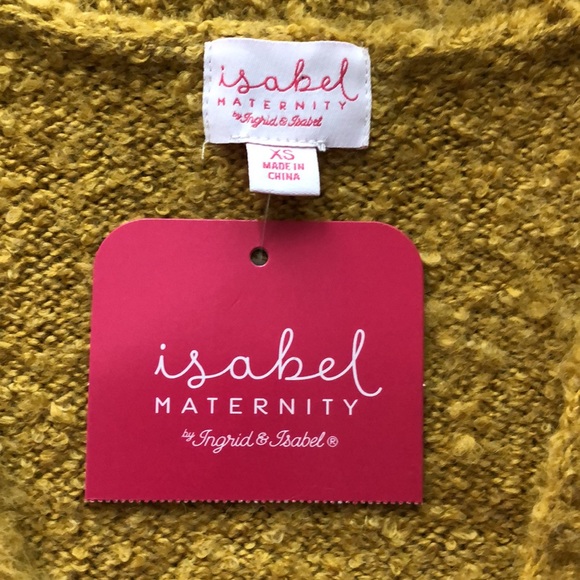 isabel
MATERNITY
by Ingrid & Isabel
XS
MADE IN
CHINA
isabel
MATERNITY
by Ingrid & Isabel®